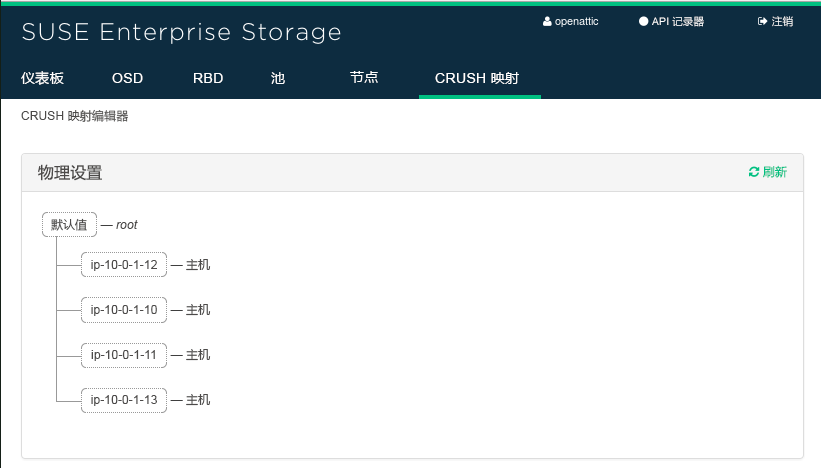 openattic API 记录器 注销
SUSE Enterprise Storage
仪表板 OSD RBD 池 节点 CRUSH 映射
CRUSH 映射编辑器
物理设置 刷新
默认值 — root
ip-10-0-1-12 — 主机
ip-10-0-1-10 — 主机
ip-10-0-1-11 — 主机
ip-10-0-1-13 — 主机